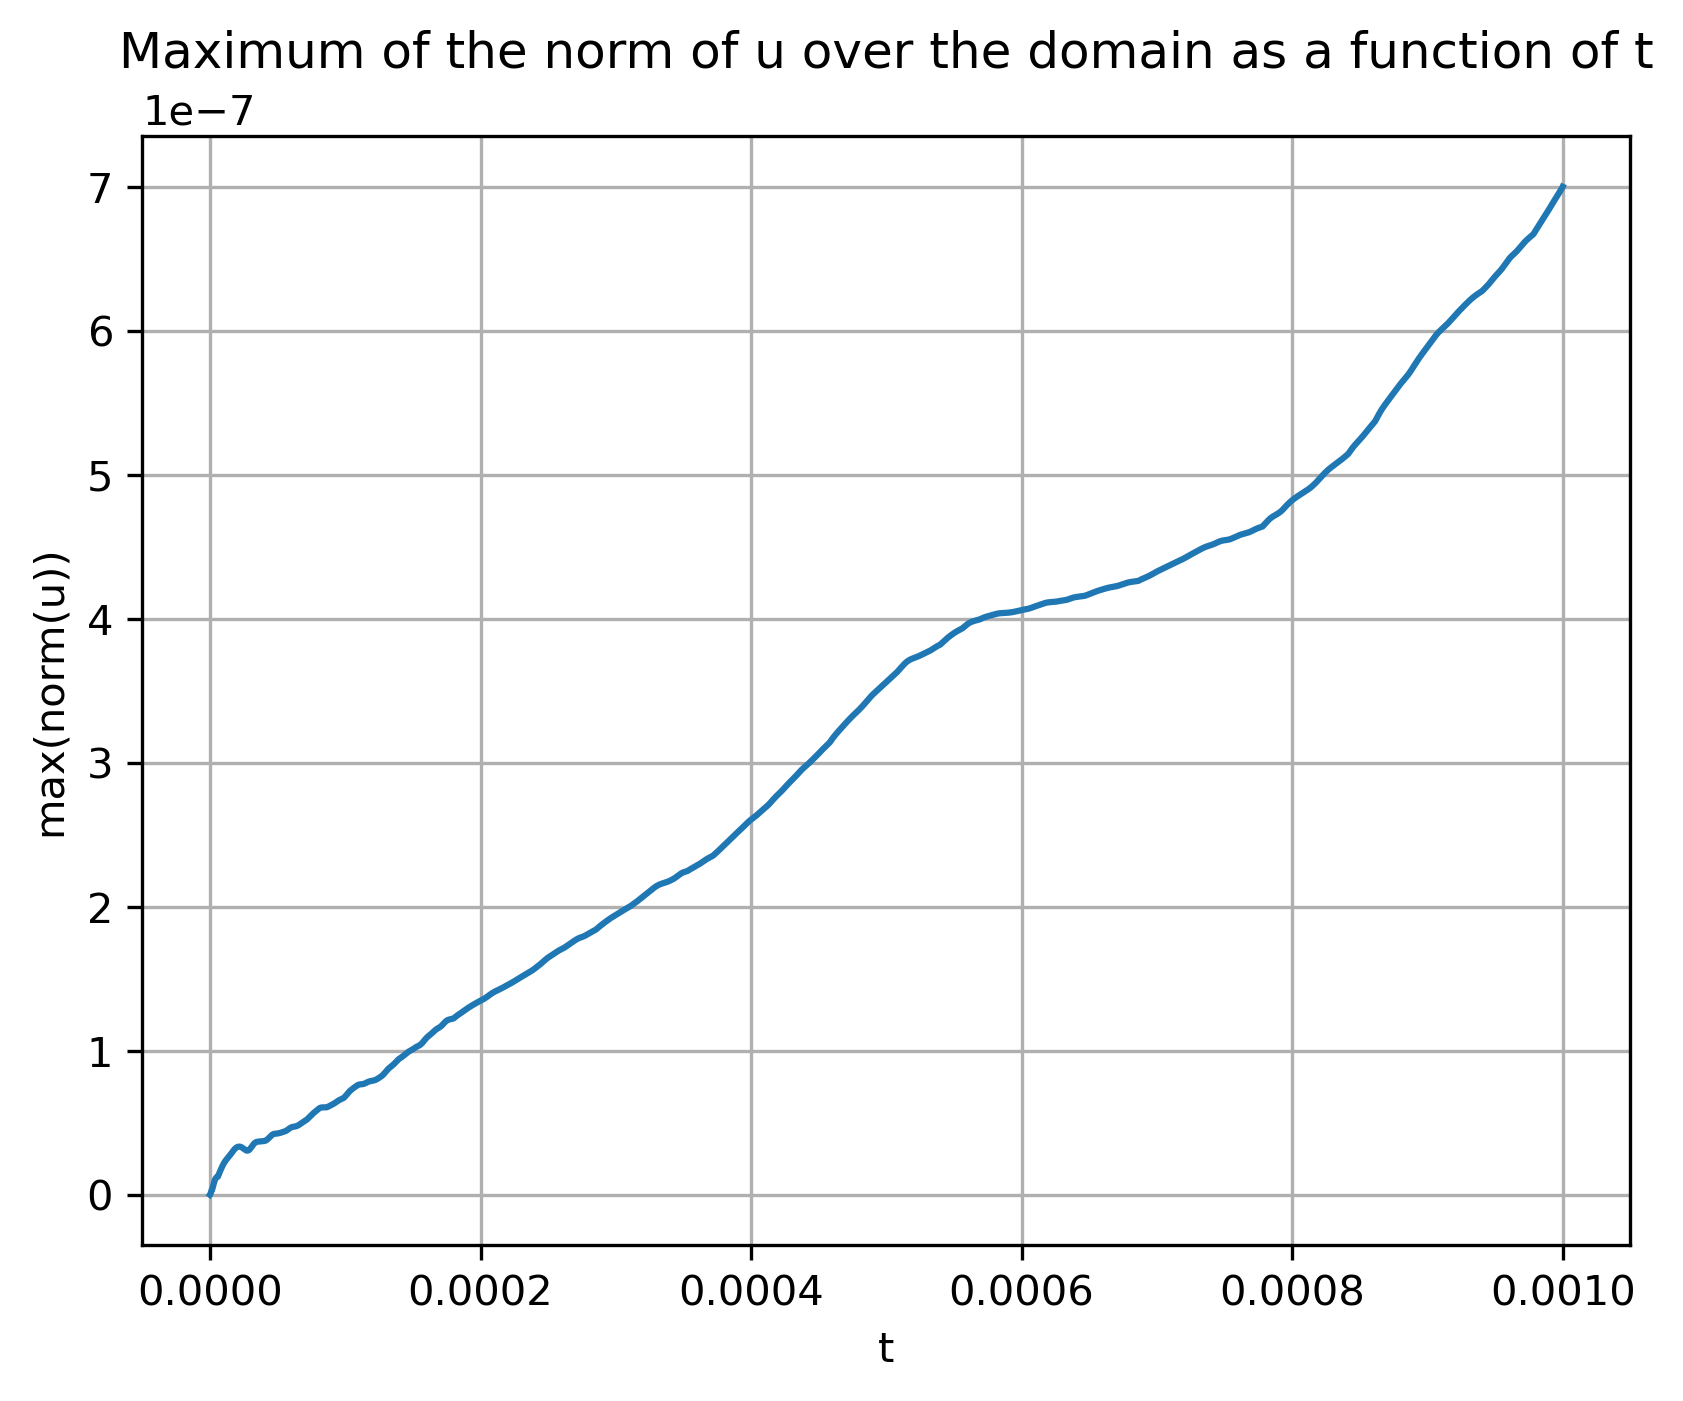 Maximum of the norm of u over the domain as a function of t
1e−7
7
6
5
4
3
2
1
0
max(norm(u))
0.0000 0.0002 0.0004 0.0006 0.0008 0.0010
t